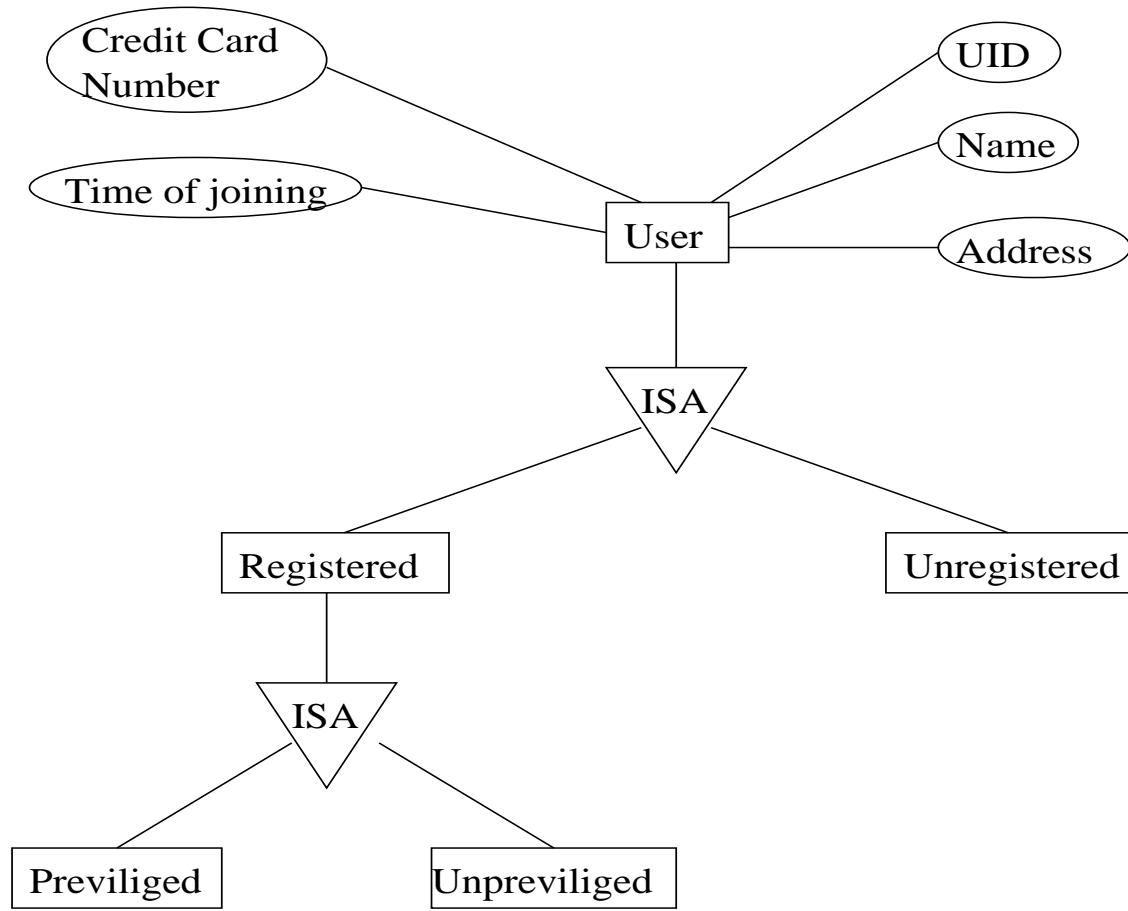 Credit Card
Number
UID
Name
Time of joining
User
Address
ISA
Registered
Unregistered
ISA
Previliged
Unpreviliged